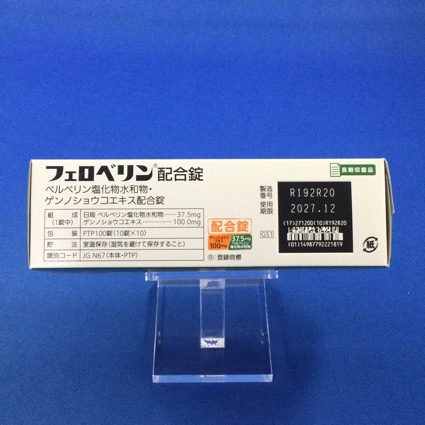 フェロベリン®配合錠
ベルベリン塩化物水和物・
ゲンノショウコエキス配合錠
組成(1錠中) 日局 ベルベリン塩化物水和物 37.5mg
ゲンノショウコエキス 100.0mg
包装 PTP100錠(10錠×10)
貯法 室温保存(湿気を避けて保存すること)
識別コード JG N67(本体・PTP)
配合錠
100mg
37.5mg
®:登録商標
長期収載品
製造番号 R192R20
使用期限 2027.12
(17)271200(10)R192R20
GS1
(01)14987792221819
紙